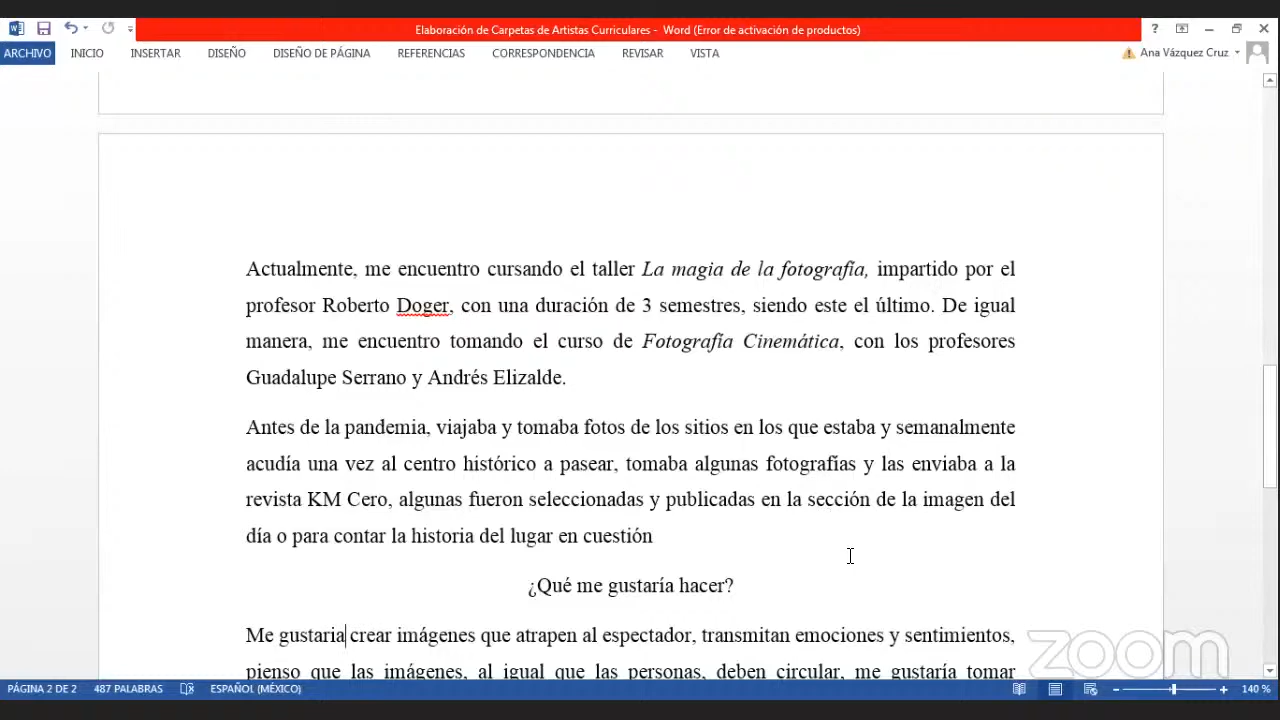 Elaboración de Carpetas de Artistas Curriculares - Word (Error de activación de productos)
?
ARCHIVO INICIO INSERTAR DISEÑO DISEÑO DE PÁGINA REFERENCIAS CORRESPONDENCIA REVISAR VISTA Ana Vázquez Cruz
Actualmente, me encuentro cursando el taller La magia de la fotografía, impartido por el
profesor Roberto Doger, con una duración de 3 semestres, siendo este el último. De igual
manera, me encuentro tomando el curso de Fotografía Cinemática, con los profesores
Guadalupe Serrano y Andrés Elizalde.
Antes de la pandemia, viajaba y tomaba fotos de los sitios en los que estaba y semanalmente
acudía una vez al centro histórico a pasear, tomaba algunas fotografías y las enviaba a la
revista KM Cero, algunas fueron seleccionadas y publicadas en la sección de la imagen del
día o para contar la historia del lugar en cuestión
¿Qué me gustaría hacer?
Me gustaria crear imágenes que atrapen al espectador, transmitan emociones y sentimientos,
pienso que las imágenes, al igual que las personas, deben circular, me gustaría tomar
zoom
PÁGINA 2 DE 2 487 PALABRAS ESPAÑOL (MÉXICO) 140 %